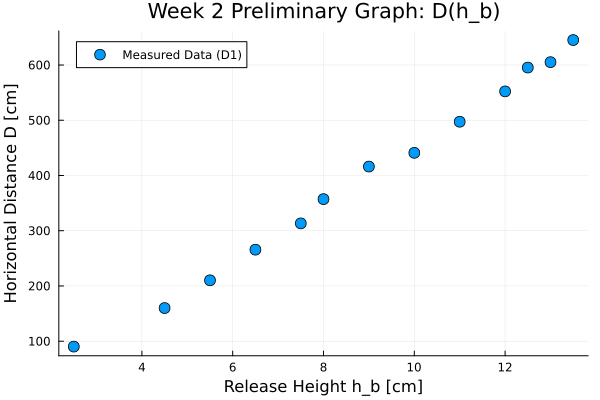 Week 2 Preliminary Graph: D(h_b)
Measured Data (D1)
Horizontal Distance D [cm]
600
500
400
300
200
100
4 6 8 10 12
Release Height h_b [cm]